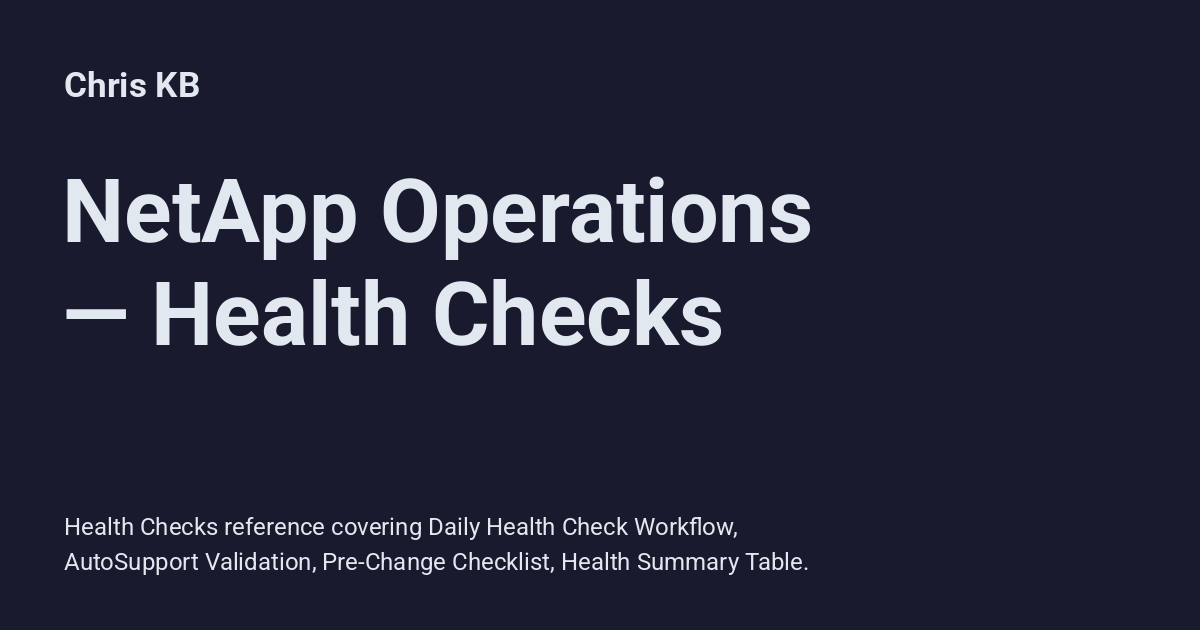 Chris KB
NetApp Operations
— Health Checks
Health Checks reference covering Daily Health Check Workflow,
AutoSupport Validation, Pre-Change Checklist, Health Summary Table.